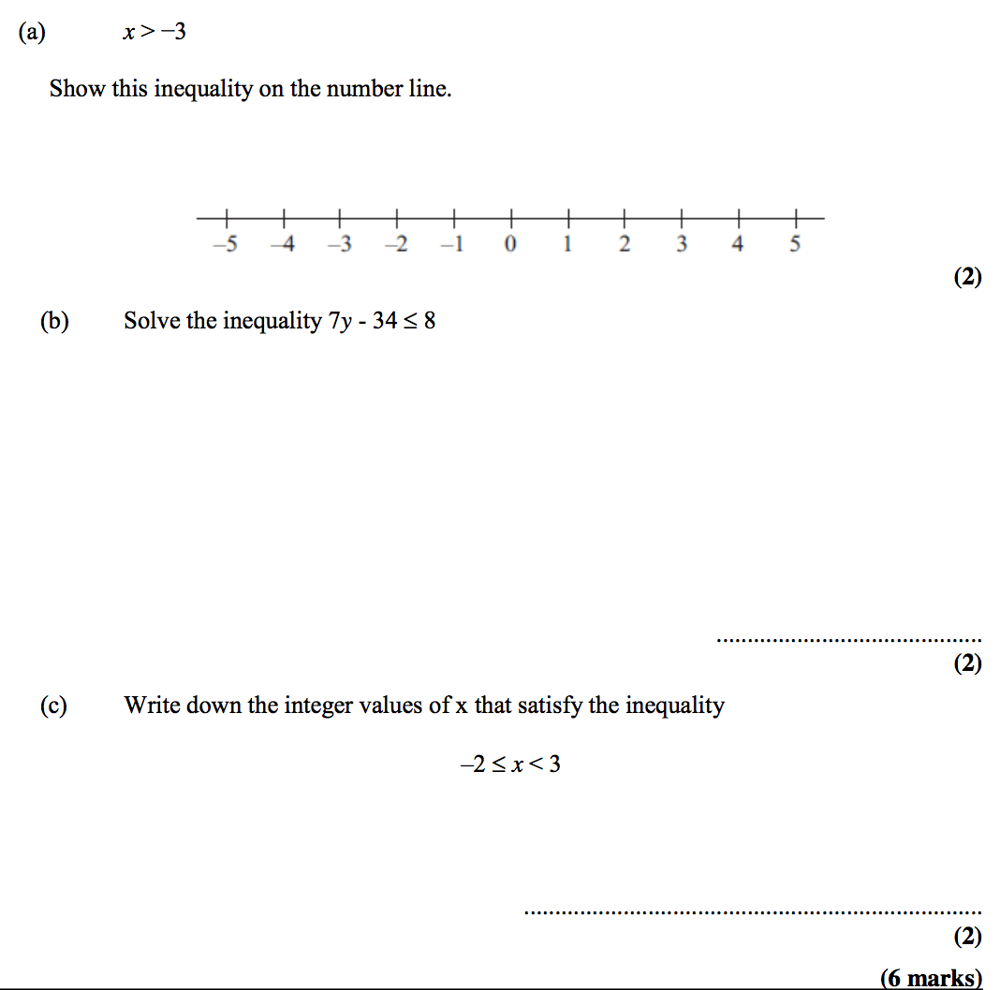 (a) x > –3
Show this inequality on the number line.
–5 –4 –3 –2 –1 0 1 2 3 4 5
(2)
(b) Solve the inequality 7y - 34 ≤ 8
..........................................
(2)
(c) Write down the integer values of x that satisfy the inequality
–2 ≤ x < 3
..........................................................................
(2)
(6 marks)